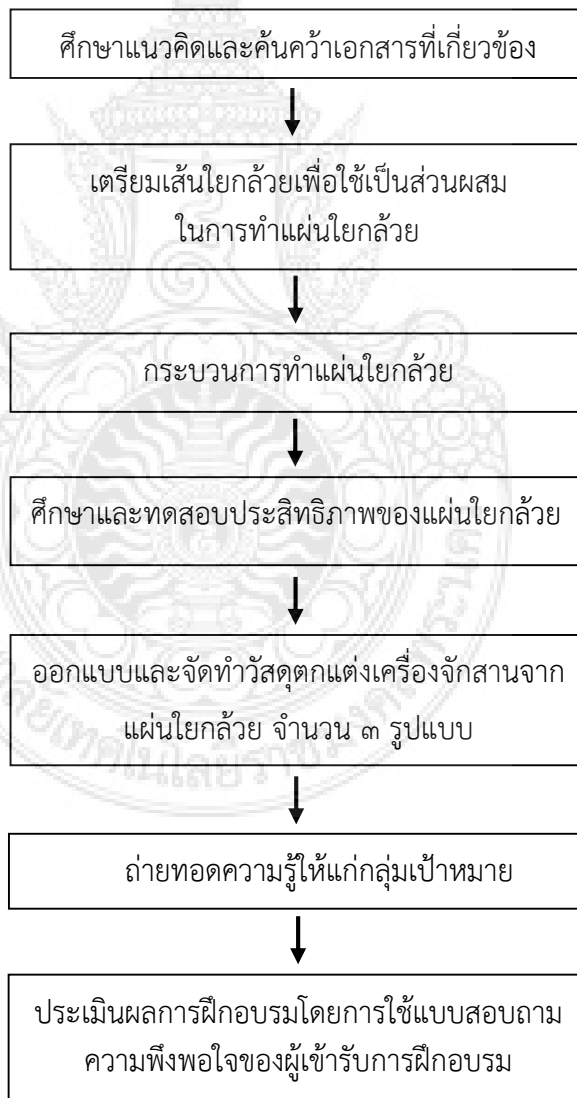 ศึกษาแนวคิดและค้นคว้าเอกสารที่เกี่ยวข้อง
เตรียมเส้นใยกล้วยเพื่อใช้เป็นส่วนผสม
ในการทำแผ่นใยกล้วย
กระบวนการทำแผ่นใยกล้วย
ศึกษาและทดสอบประสิทธิภาพของแผ่นใยกล้วย
ออกแบบและจัดทำวัสดุตกแต่งเครื่องจักสานจาก
แผ่นใยกล้วย จำนวน ๓ รูปแบบ
ถ่ายทอดความรู้ให้แก่กลุ่มเป้าหมาย
ประเมินผลการฝึกอบรมโดยการใช้แบบสอบถาม
ความพึงพอใจของผู้เข้ารับการฝึกอบรม